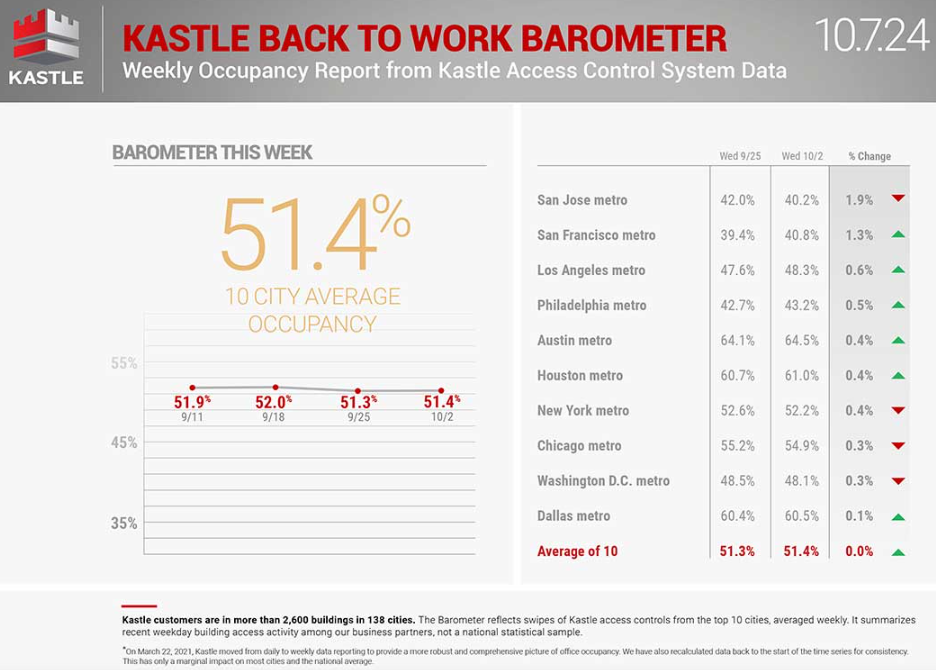 KASTLE
KASTLE BACK TO WORK BAROMETER
Weekly Occupancy Report from Kastle Access Control System Data
10.7.24
BAROMETER THIS WEEK
51.4%
10 CITY AVERAGE
OCCUPANCY
55%
45%
35%
51.9% 52.0% 51.3% 51.4%
9/11 9/18 9/25 10/2
Wed 9/25 Wed 10/2 % Change
San Jose metro 42.0% 40.2% 1.9%
San Francisco metro 39.4% 40.8% 1.3%
Los Angeles metro 47.6% 48.3% 0.6%
Philadelphia metro 42.7% 43.2% 0.5%
Austin metro 64.1% 64.5% 0.4%
Houston metro 60.7% 61.0% 0.4%
New York metro 52.6% 52.2% 0.4%
Chicago metro 55.2% 54.9% 0.3%
Washington D.C. metro 48.5% 48.1% 0.3%
Dallas metro 60.4% 60.5% 0.1%
Average of 10 51.3% 51.4% 0.0%
Kastle customers are in more than 2,600 buildings in 138 cities. The Barometer reflects swipes of Kastle access controls from the top 10 cities, averaged weekly. It summarizes
recent weekday building access activity among our business partners, not a national statistical sample.
*On March 22, 2021, Kastle moved from daily to weekly data reporting to provide a more robust and comprehensive picture of office occupancy. We have also recalculated data back to the start of the time series for consistency.
This has only a marginal impact on most cities and the national average.